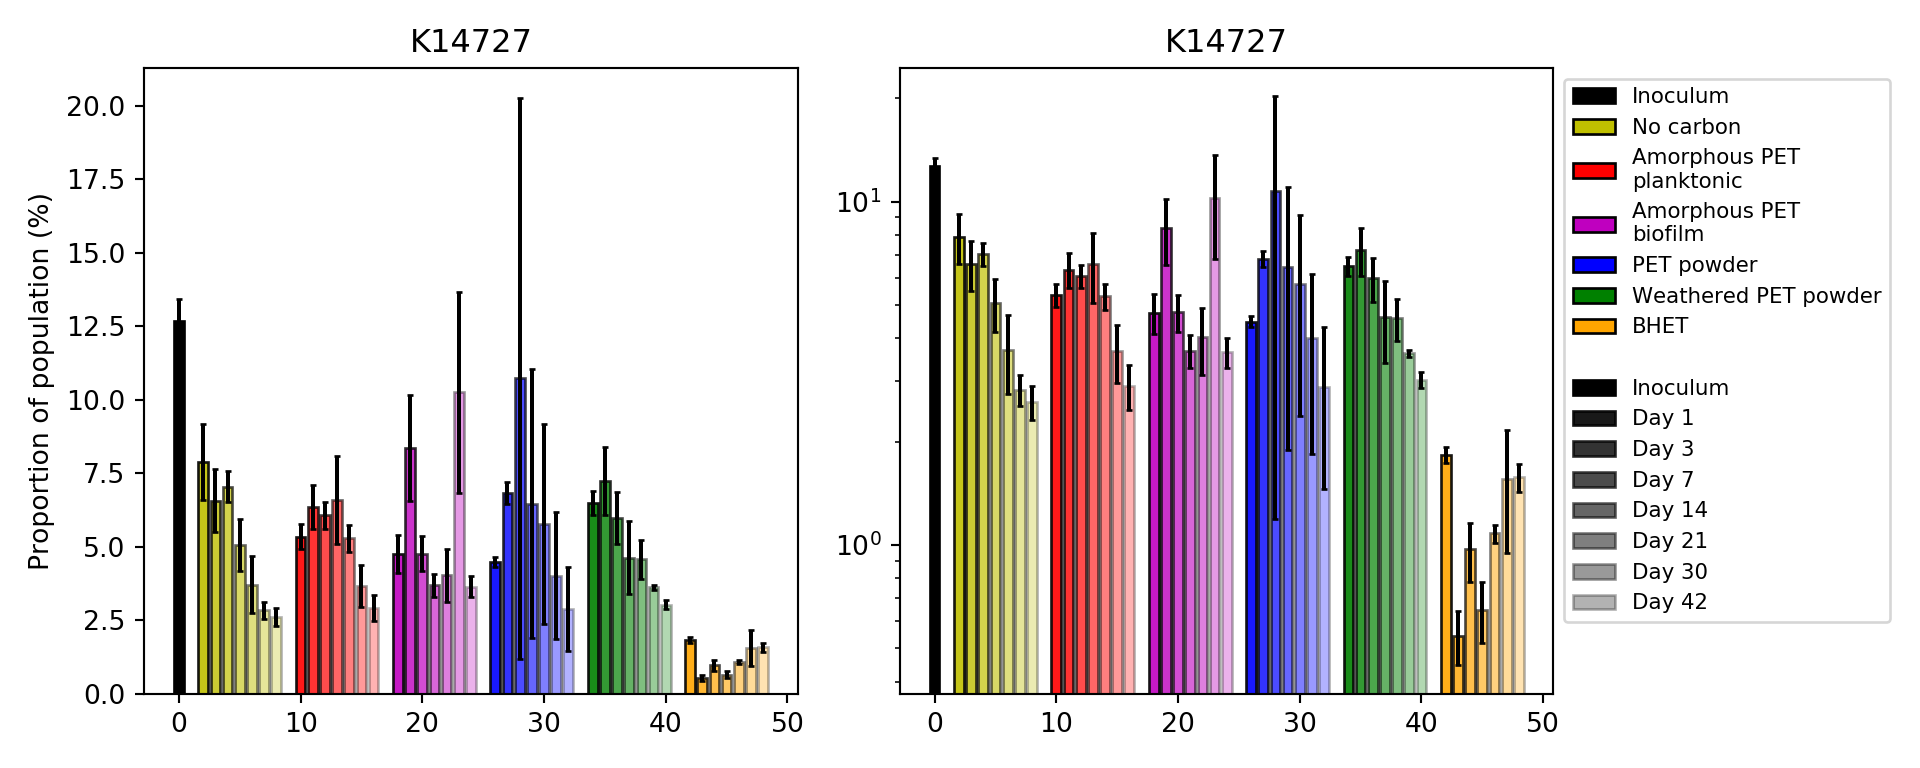 K14727
Proportion of population (%)
20.0
17.5
15.0
12.5
10.0
7.5
5.0
2.5
0.0
0 10 20 30 40 50
K14727
10¹
10⁰
0 10 20 30 40 50
Inoculum
No carbon
Amorphous PET
planktonic
Amorphous PET
biofilm
PET powder
Weathered PET powder
BHET
Inoculum
Day 1
Day 3
Day 7
Day 14
Day 21
Day 30
Day 42